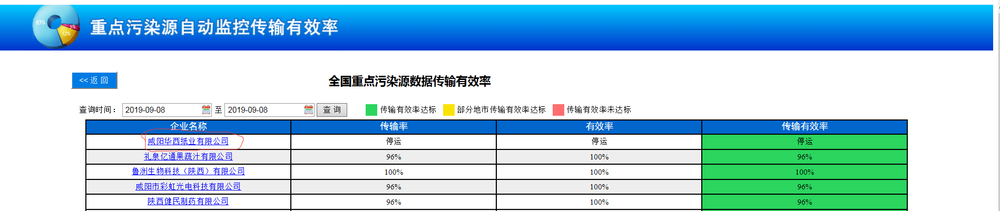 83%
5%
12%
重点污染源自动监控传输有效率
<< 返 回
全国重点污染源数据传输有效率
查询时间： 2019-09-08 至 2019-09-08 查 询 传输有效率达标 部分地市传输有效率达标 传输有效率未达标
企业名称 传输率 有效率 传输有效率
咸阳华西纸业有限公司 停运 停运 停运
礼泉亿通果蔬汁有限公司 96% 100% 96%
鲁洲生物科技（陕西）有限公司 100% 100% 100%
咸阳市彩虹光电科技有限公司 96% 100% 96%
陕西健民制药有限公司 96% 100% 96%